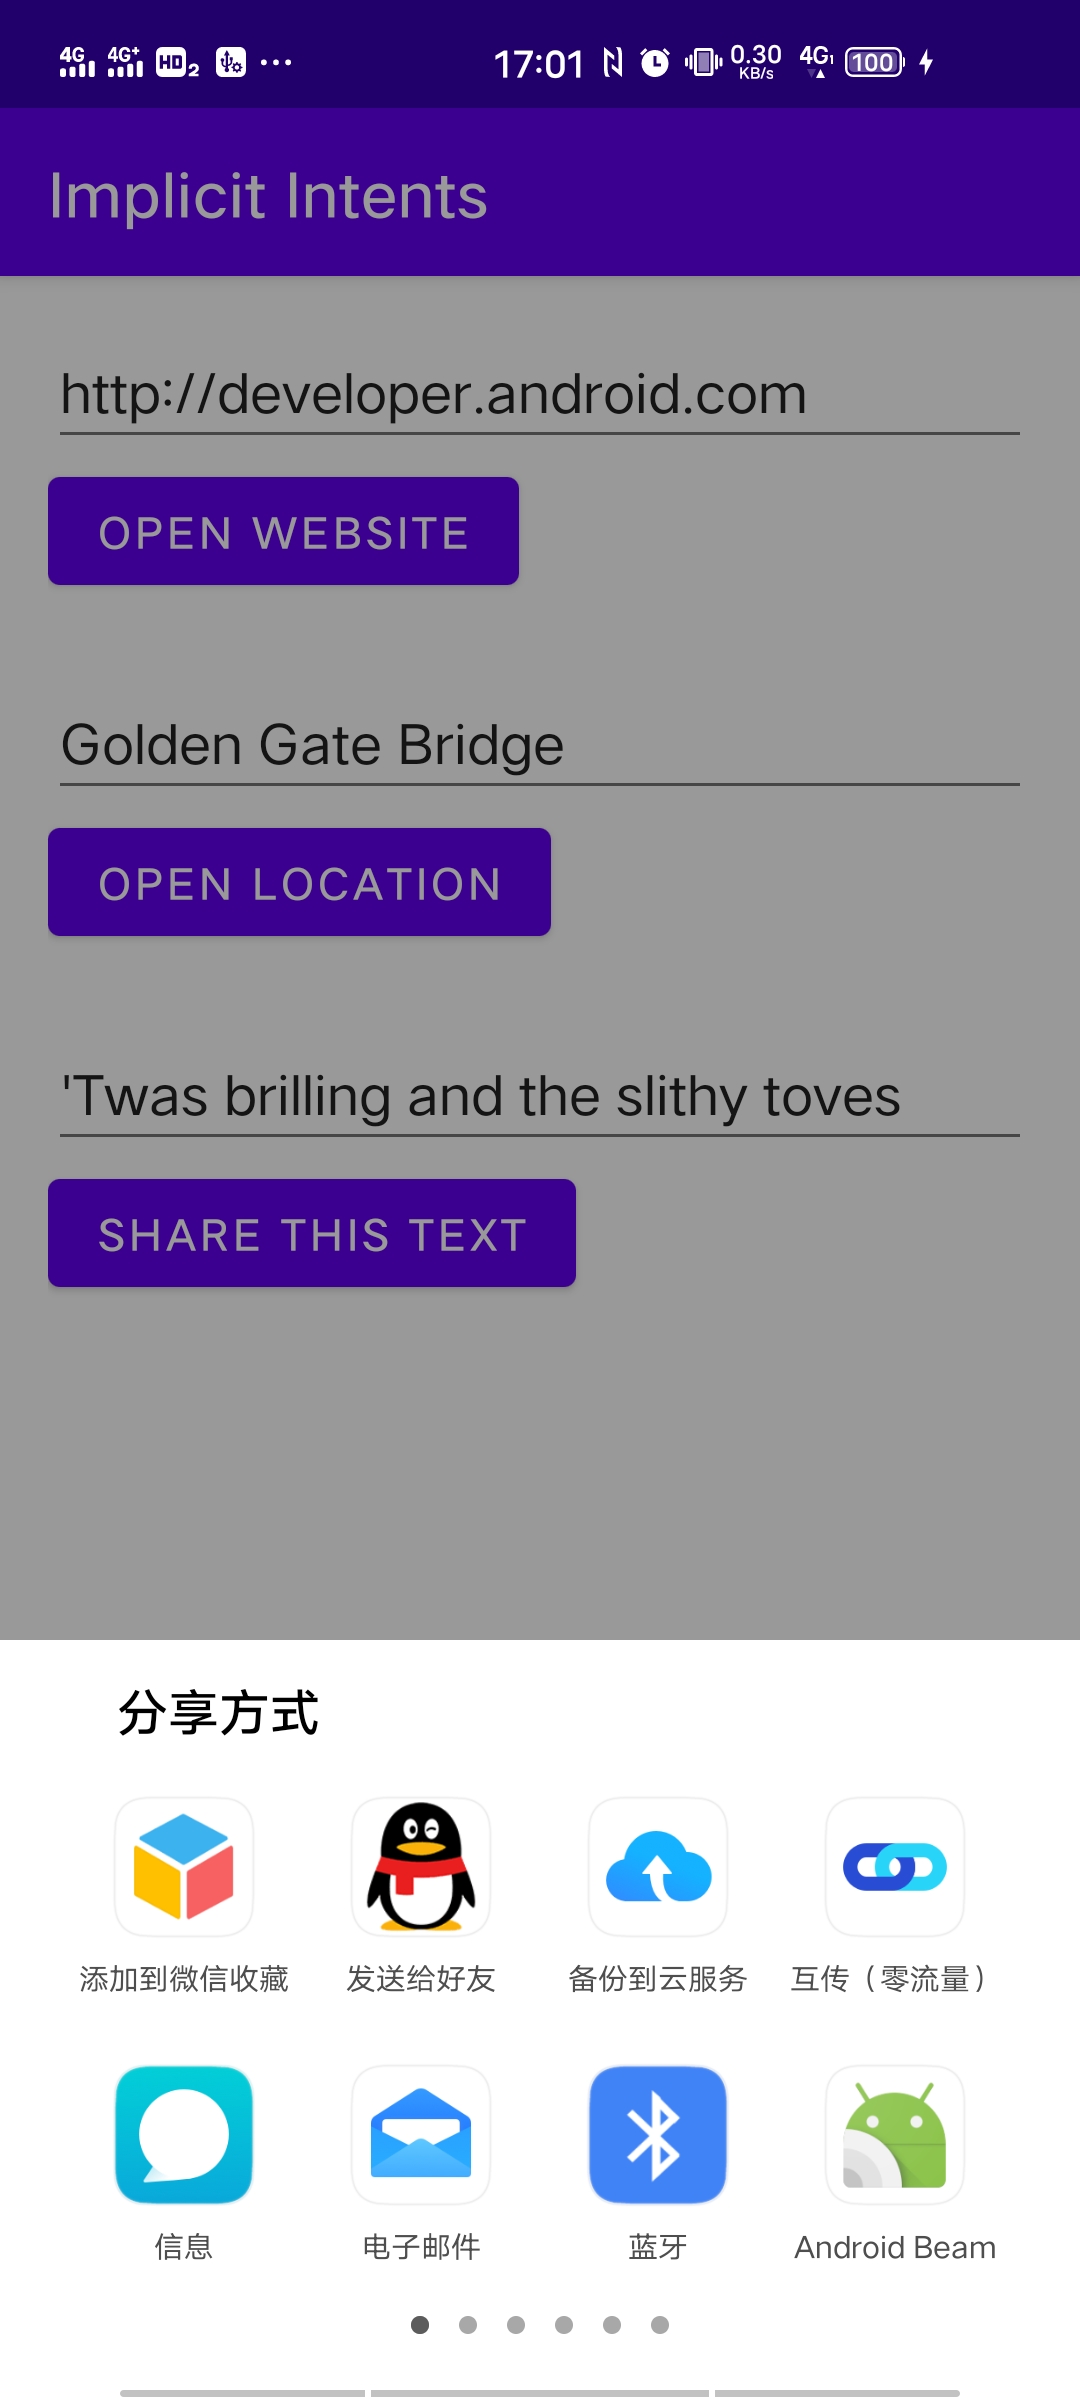 4G 4G+ HD 2 ... 17:01 0.30 KB/s 4G1 100
Implicit Intents
http://developer.android.com
OPEN WEBSITE
Golden Gate Bridge
OPEN LOCATION
'Twas brilling and the slithy toves
SHARE THIS TEXT
分享方式
添加到微信收藏 发送给好友 备份到云服务 互传（零流量）
信息 电子邮件 蓝牙 Android Beam